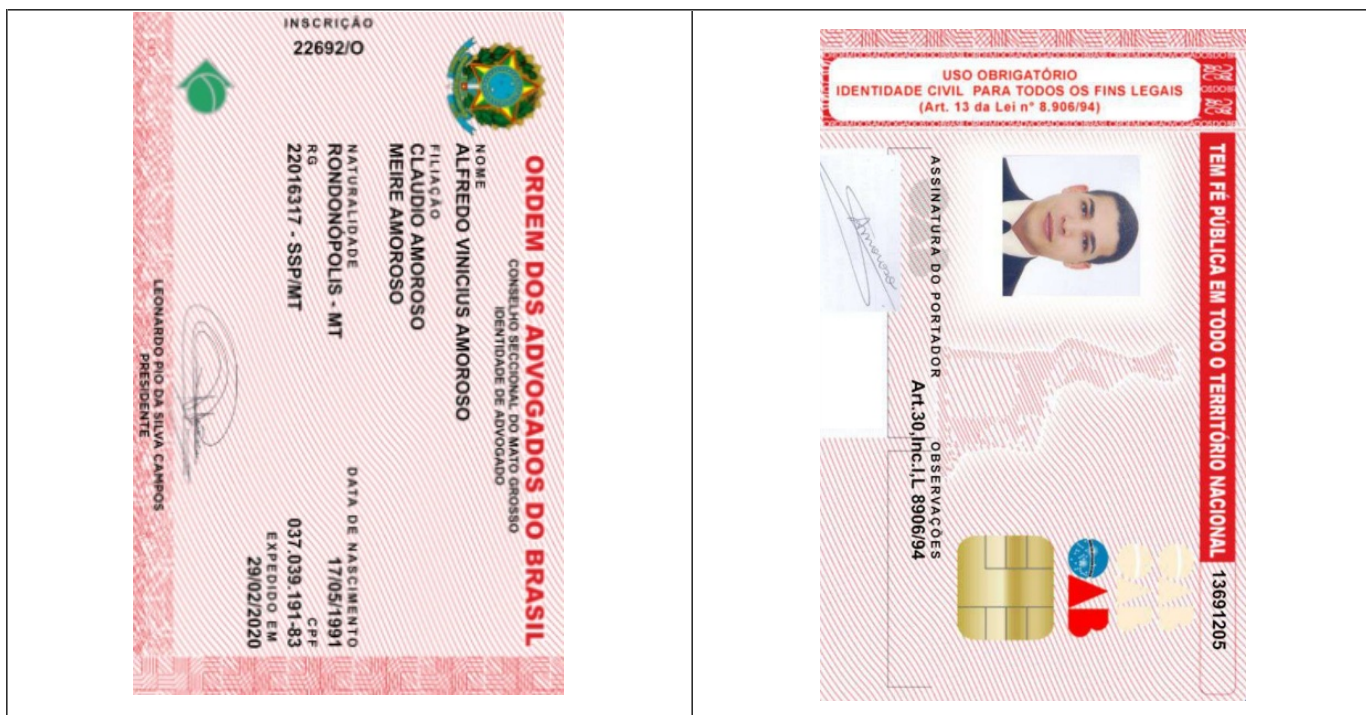 INSCRIÇÃO
22692/O
ORDEM DOS ADVOGADOS DO BRASIL
CONSELHO SECCIONAL DO MATO GROSSO
IDENTIDADE DE ADVOGADO
NOME
ALFREDO VINICIUS AMOROSO
FILIAÇÃO
CLAUDIO AMOROSO
MEIRE AMOROSO
NATURALIDADE
RONDONÓPOLIS - MT
DATA DE NASCIMENTO
17/05/1991
RG
22016317 - SSP/MT
CPF
037.039.191-83
EXPEDIDO EM
29/02/2020
LEONARDO PIO DA SILVA CAMPOS
PRESIDENTE
USO OBRIGATÓRIO
IDENTIDADE CIVIL PARA TODOS OS FINS LEGAIS
(Art. 13 da Lei n° 8.906/94)
TEM FÉ PÚBLICA EM TODO O TERRITÓRIO NACIONAL
13691205
ASSINATURA DO PORTADOR
Amoroso
OBSERVAÇÕES
Art.30,Inc.I,L 8906/94
OAB